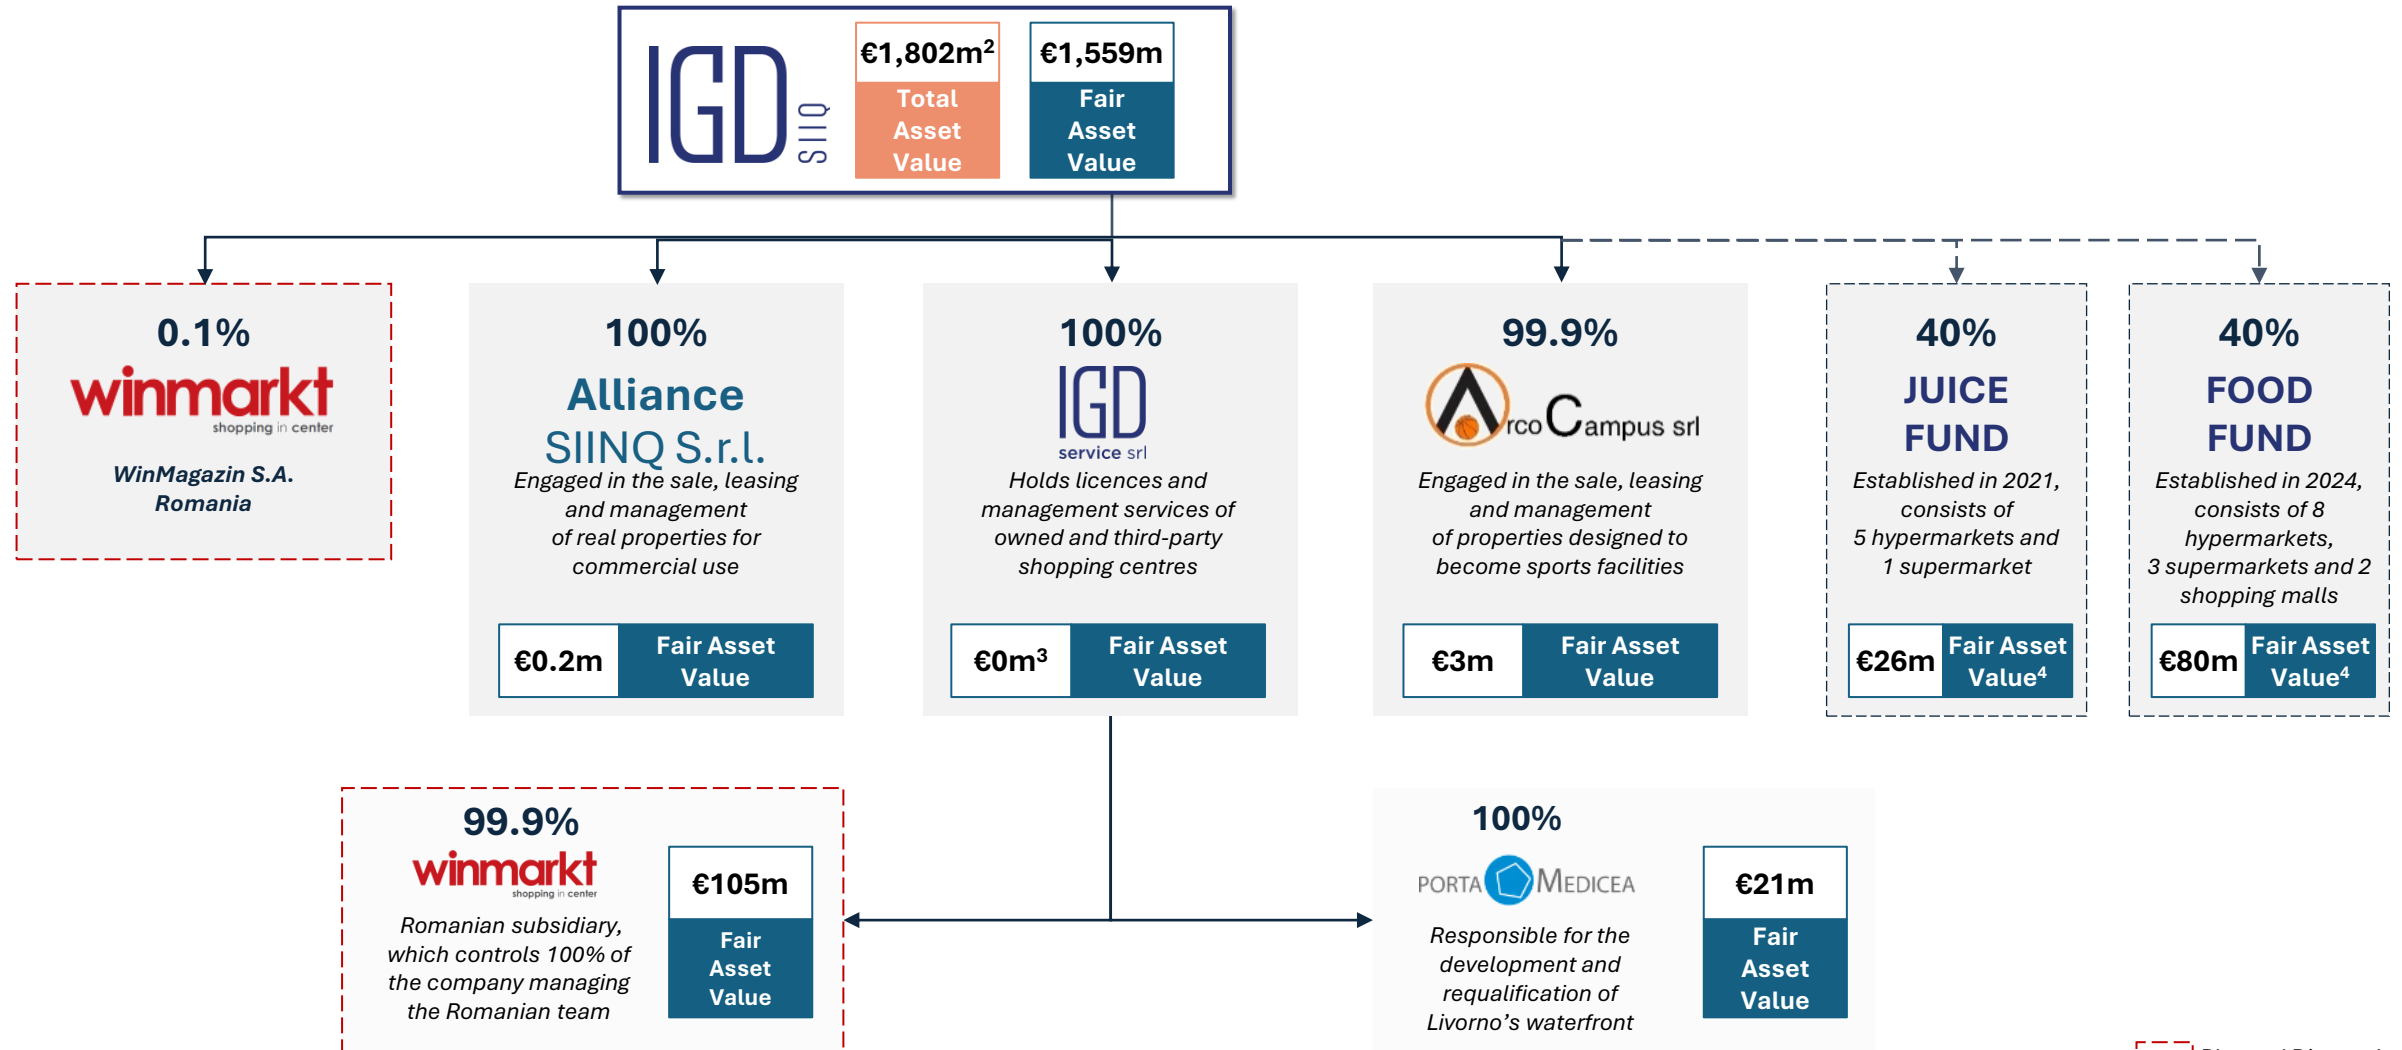 IGD SIIQ
€1,802m²
Total
Asset
Value
€1,559m
Fair
Asset
Value
0.1%
winmarkt
shopping in center
WinMagazin S.A.
Romania
100%
Alliance
SIINQ S.r.l.
Engaged in the sale, leasing
and management
of real properties for
commercial use
€0.2m
Fair Asset
Value
100%
IGD
service srl
Holds licences and
management services of
owned and third-party
shopping centres
€0m³
Fair Asset
Value
99.9%
Arco Campus srl
Engaged in the sale, leasing
and management
of properties designed to
become sports facilities
€3m
Fair Asset
Value
40%
JUICE
FUND
Established in 2021,
consists of
5 hypermarkets and
1 supermarket
€26m
Fair Asset
Value⁴
40%
FOOD
FUND
Established in 2024,
consists of 8
hypermarkets,
3 supermarkets and 2
shopping malls
€80m
Fair Asset
Value⁴
99.9%
winmarkt
shopping in center
Romanian subsidiary,
which controls 100% of
the company managing
the Romanian team
€105m
Fair
Asset
Value
100%
PORTA MEDICEA
Responsible for the
development and
requalification of
Livorno's waterfront
€21m
Fair
Asset
Value